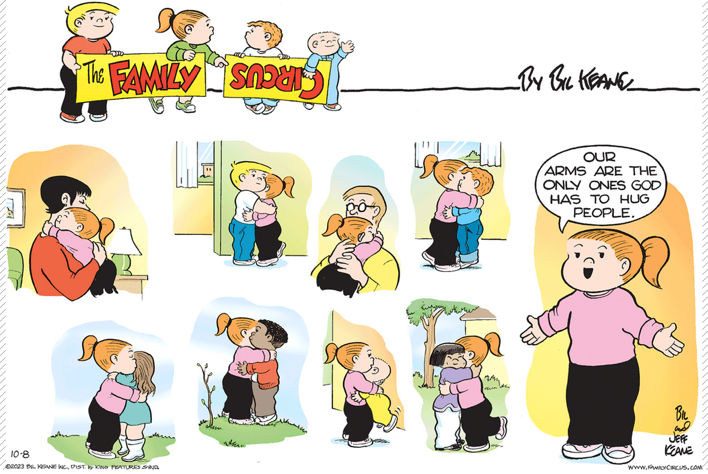 The FAMILY CIRCUS
By BIL KEANE
OUR
ARMS ARE THE
ONLY ONES GOD
HAS TO HUG
PEOPLE.
BIL
and
JEFF
KEANE
10-8
©2023 BIL KEANE INC., DIST. by KING FEATURES SYND.
WWW.FAMILYCIRCUS.COM